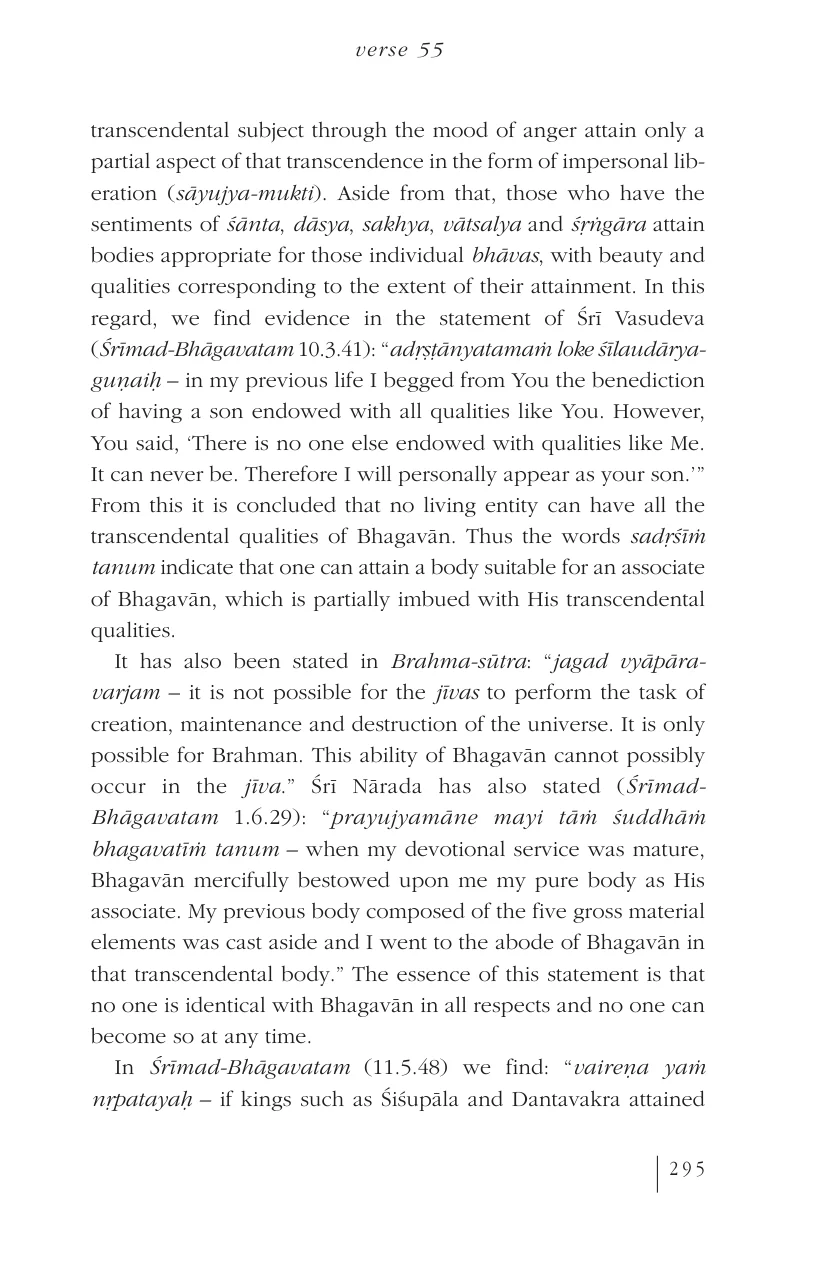 verse 55
transcendental subject through the mood of anger attain only a
partial aspect of that transcendence in the form of impersonal lib-
eration (sāyujya-mukti). Aside from that, those who have the
sentiments of śānta, dāsya, sakhya, vātsalya and śṛṅgāra attain
bodies appropriate for those individual bhāvas, with beauty and
qualities corresponding to the extent of their attainment. In this
regard, we find evidence in the statement of Śrī Vasudeva
(Śrīmad-Bhāgavatam 10.3.41): “adṛṣṭānyatamaṁ loke śīlaudārya-
guṇaiḥ – in my previous life I begged from You the benediction
of having a son endowed with all qualities like You. However,
You said, ‘There is no one else endowed with qualities like Me.
It can never be. Therefore I will personally appear as your son.’”
From this it is concluded that no living entity can have all the
transcendental qualities of Bhagavān. Thus the words sadṛśīṁ
tanum indicate that one can attain a body suitable for an associate
of Bhagavān, which is partially imbued with His transcendental
qualities.
It has also been stated in Brahma-sūtra: “jagad vyāpāra-
varjam – it is not possible for the jīvas to perform the task of
creation, maintenance and destruction of the universe. It is only
possible for Brahman. This ability of Bhagavān cannot possibly
occur in the jīva.” Śrī Nārada has also stated (Śrīmad-
Bhāgavatam 1.6.29): “prayujyamāne mayi tāṁ śuddhāṁ
bhagavatīṁ tanum – when my devotional service was mature,
Bhagavān mercifully bestowed upon me my pure body as His
associate. My previous body composed of the five gross material
elements was cast aside and I went to the abode of Bhagavān in
that transcendental body.” The essence of this statement is that
no one is identical with Bhagavān in all respects and no one can
become so at any time.
In Śrīmad-Bhāgavatam (11.5.48) we find: “vaireṇa yaṁ
nṛpatayaḥ – if kings such as Śiśupāla and Dantavakra attained
295